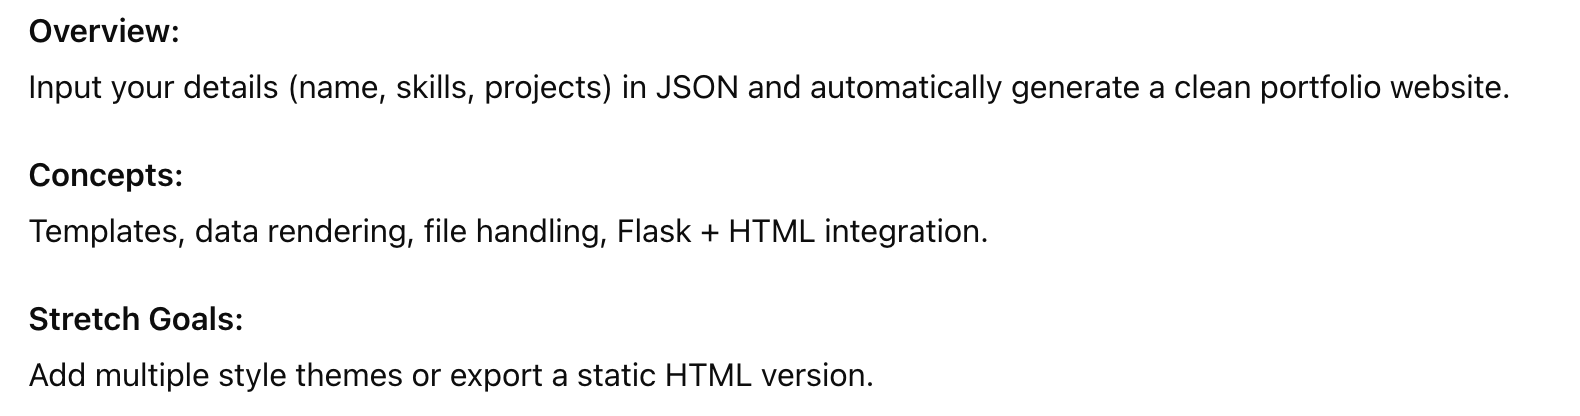 Overview:
Input your details (name, skills, projects) in JSON and automatically generate a clean portfolio website.
Concepts:
Templates, data rendering, file handling, Flask + HTML integration.
Stretch Goals:
Add multiple style themes or export a static HTML version.